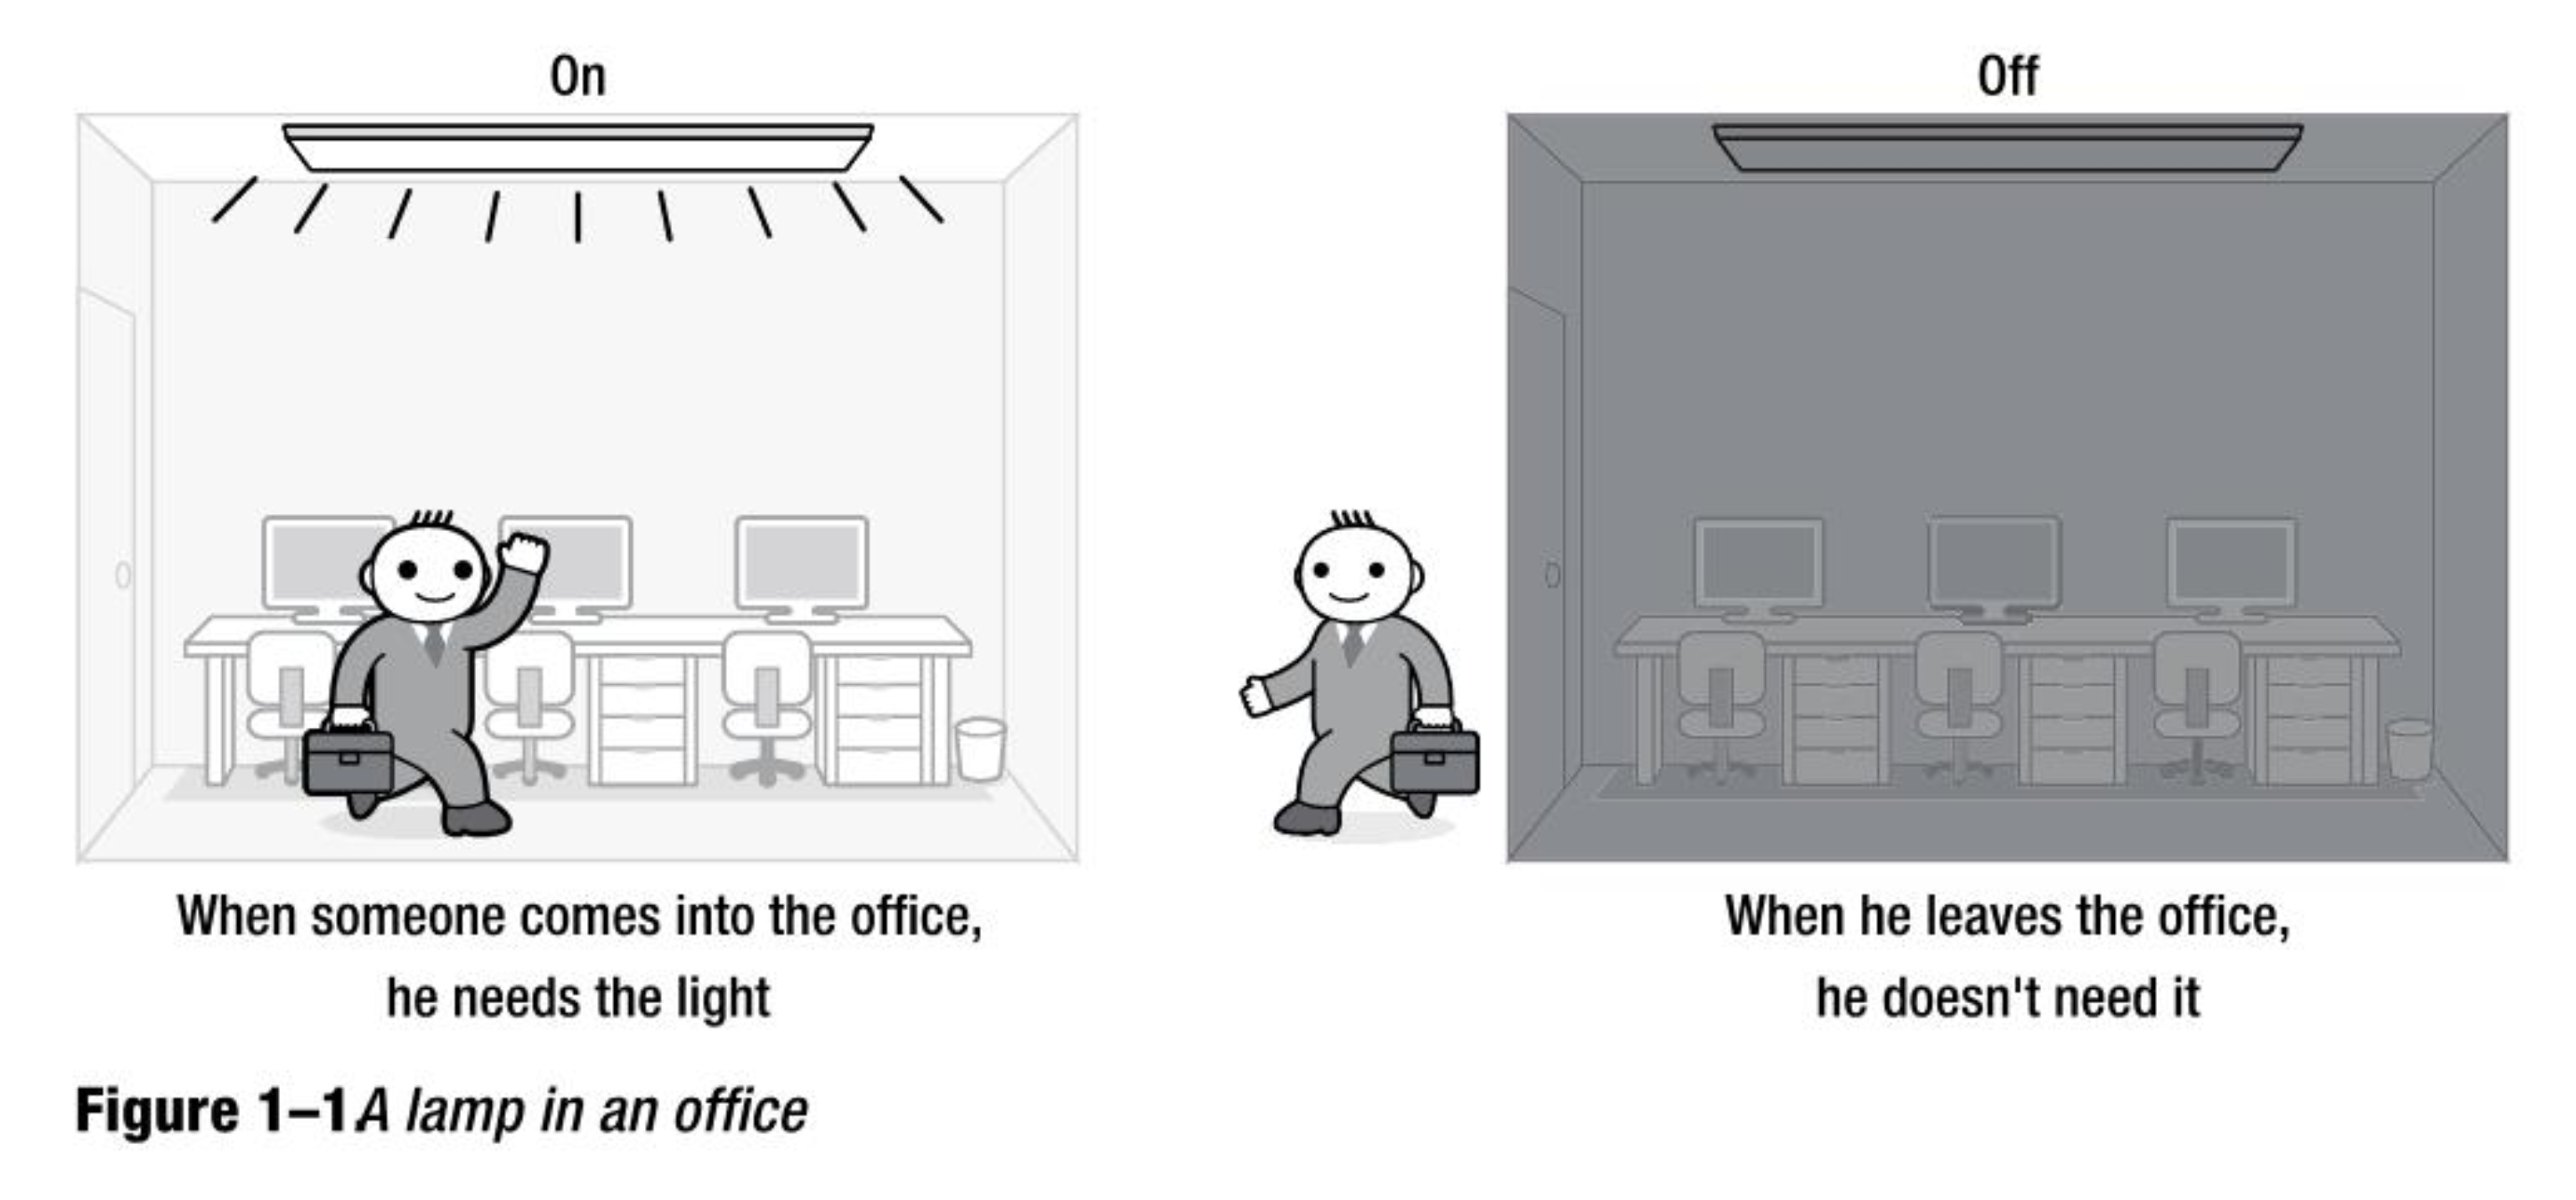 On
Off
When someone comes into the office,
he needs the light
When he leaves the office,
he doesn't need it
Figure 1–1.A lamp in an office